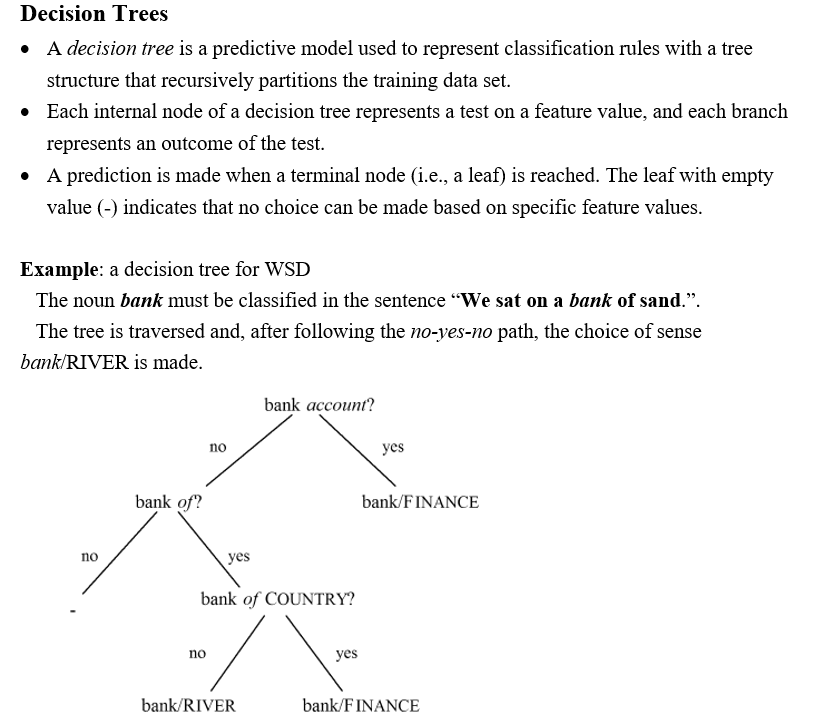 Decision Trees
• A decision tree is a predictive model used to represent classification rules with a tree
structure that recursively partitions the training data set.
• Each internal node of a decision tree represents a test on a feature value, and each branch
represents an outcome of the test.
• A prediction is made when a terminal node (i.e., a leaf) is reached. The leaf with empty
value (-) indicates that no choice can be made based on specific feature values.
Example: a decision tree for WSD
The noun bank must be classified in the sentence “We sat on a bank of sand.”.
The tree is traversed and, after following the no-yes-no path, the choice of sense
bank/RIVER is made.
bank account?
no yes
bank of? bank/FINANCE
no yes
bank of COUNTRY?
-
no yes
bank/RIVER bank/FINANCE